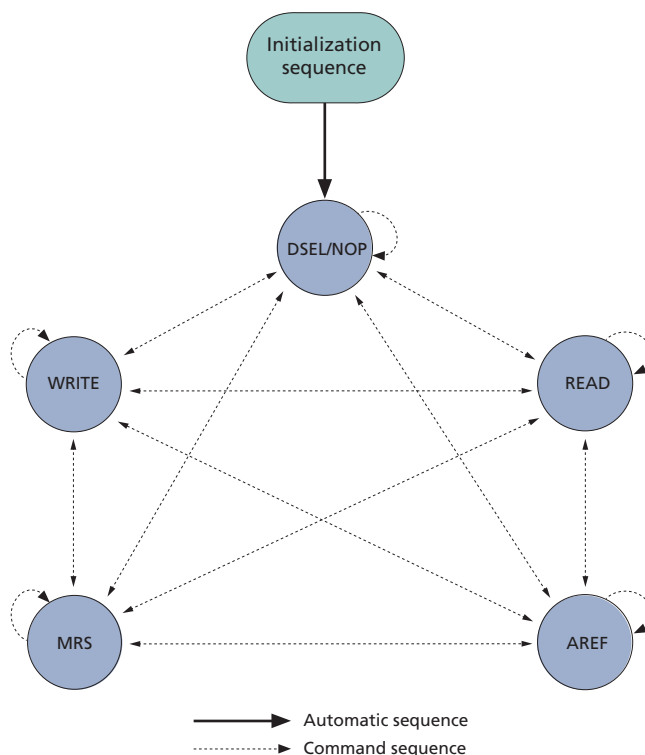 Initialization
sequence
DSEL/NOP
WRITE
READ
MRS
AREF
Automatic sequence
Command sequence